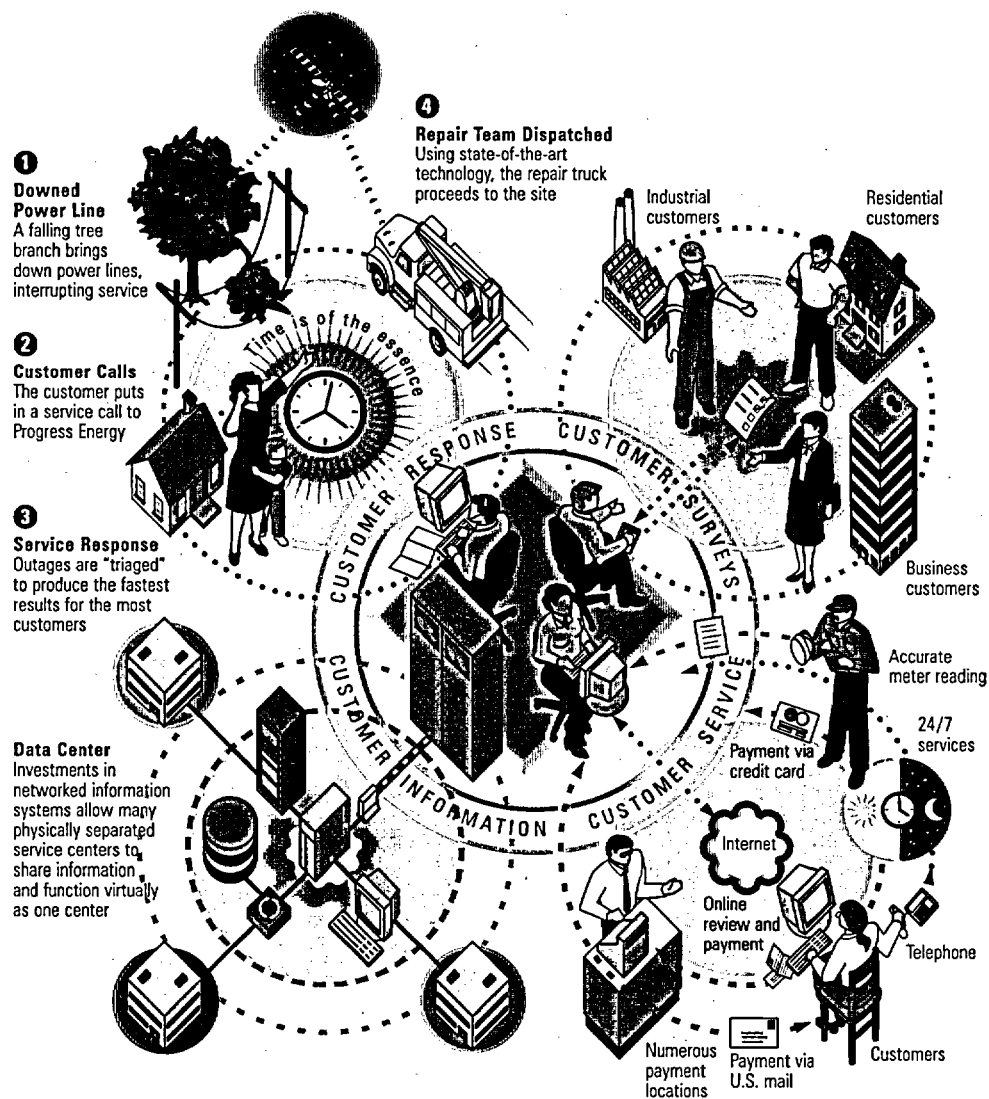 1
Downed
Power Line
A falling tree
branch brings
down power lines,
interrupting service
2
Customer Calls
The customer puts
in a service call to
Progress Energy
3
Service Response
Outages are "triaged"
to produce the fastest
results for the most
customers
4
Repair Team Dispatched
Using state-of-the-art
technology, the repair truck
proceeds to the site
Time is of the essence
Industrial
customers
Residential
customers
Business
customers
CUSTOMER RESPONSE
CUSTOMER SURVEYS
CUSTOMER INFORMATION
CUSTOMER SERVICE
Data Center
Investments in
networked information
systems allow many
physically separated
service centers to
share information
and function virtually
as one center
Accurate
meter reading
24/7
services
Payment via
credit card
Internet
Online
review and
payment
Telephone
Customers
Numerous
payment
locations
Payment via
U.S. mail